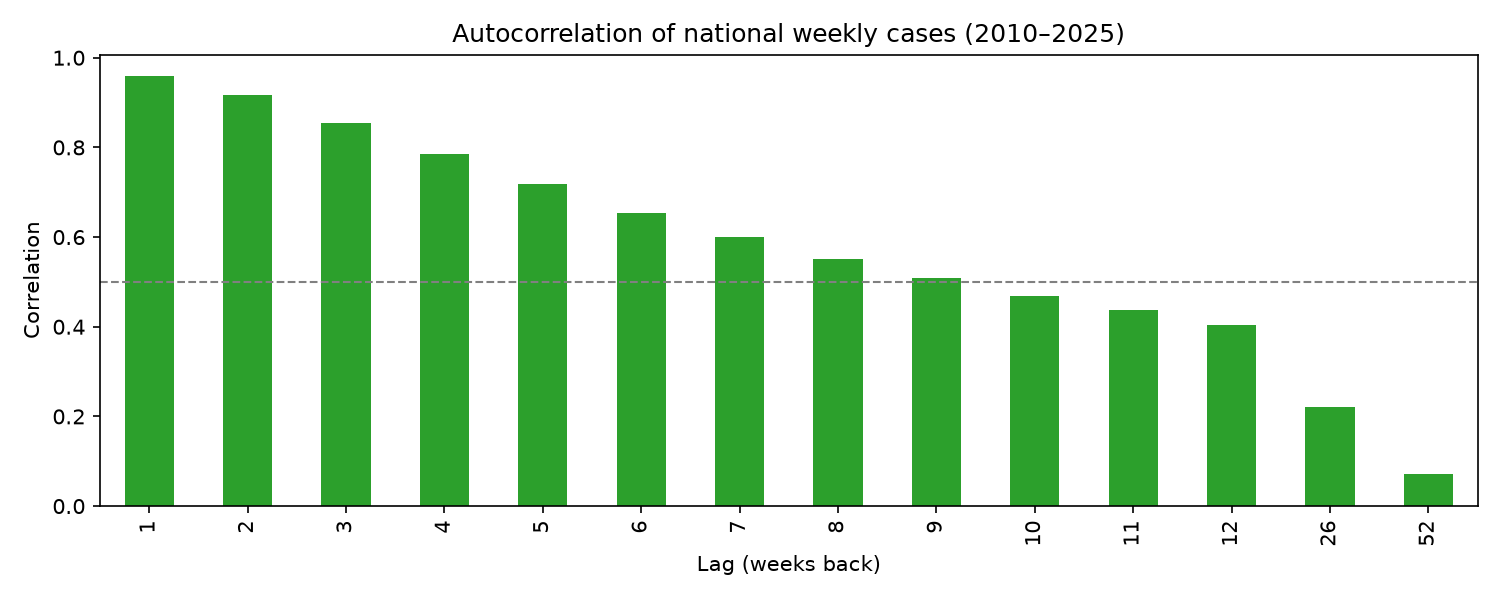 Autocorrelation of national weekly cases (2010–2025)
Correlation
1.0
0.8
0.6
0.4
0.2
0.0
1 2 3 4 5 6 7 8 9 10 11 12 26 52
Lag (weeks back)